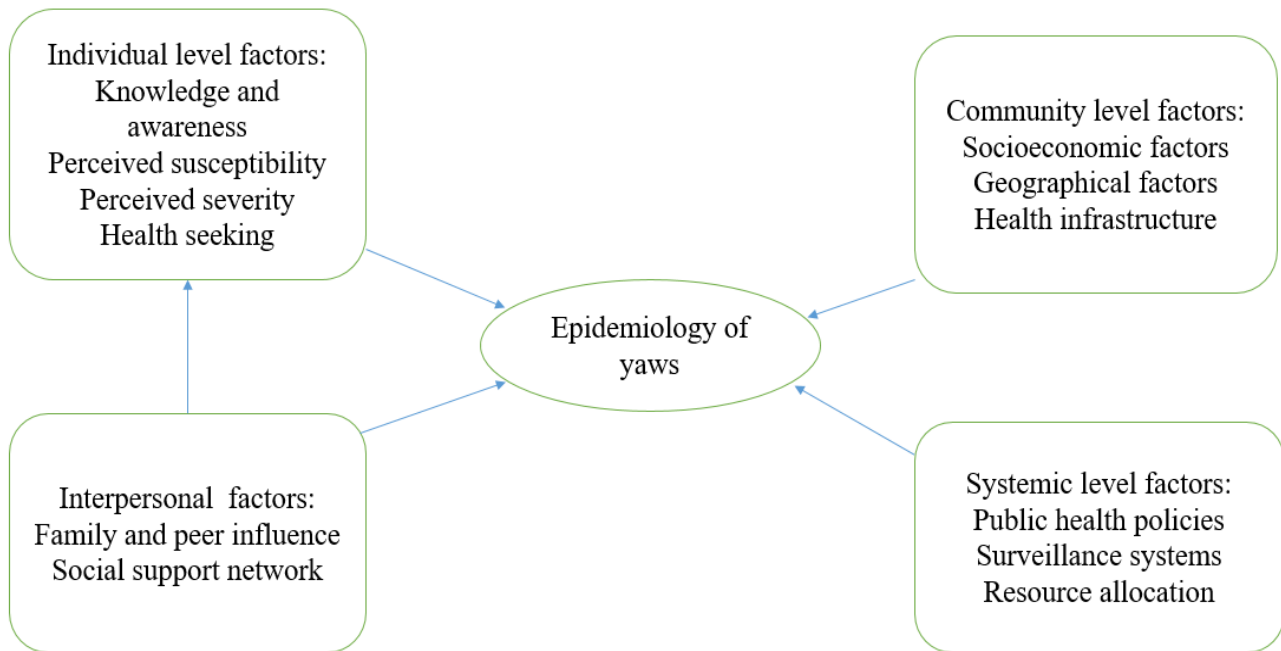 Individual level factors:
Knowledge and
awareness
Perceived susceptibility
Perceived severity
Health seeking
Community level factors:
Socioeconomic factors
Geographical factors
Health infrastructure
Epidemiology of
yaws
Interpersonal factors:
Family and peer influence
Social support network
Systemic level factors:
Public health policies
Surveillance systems
Resource allocation